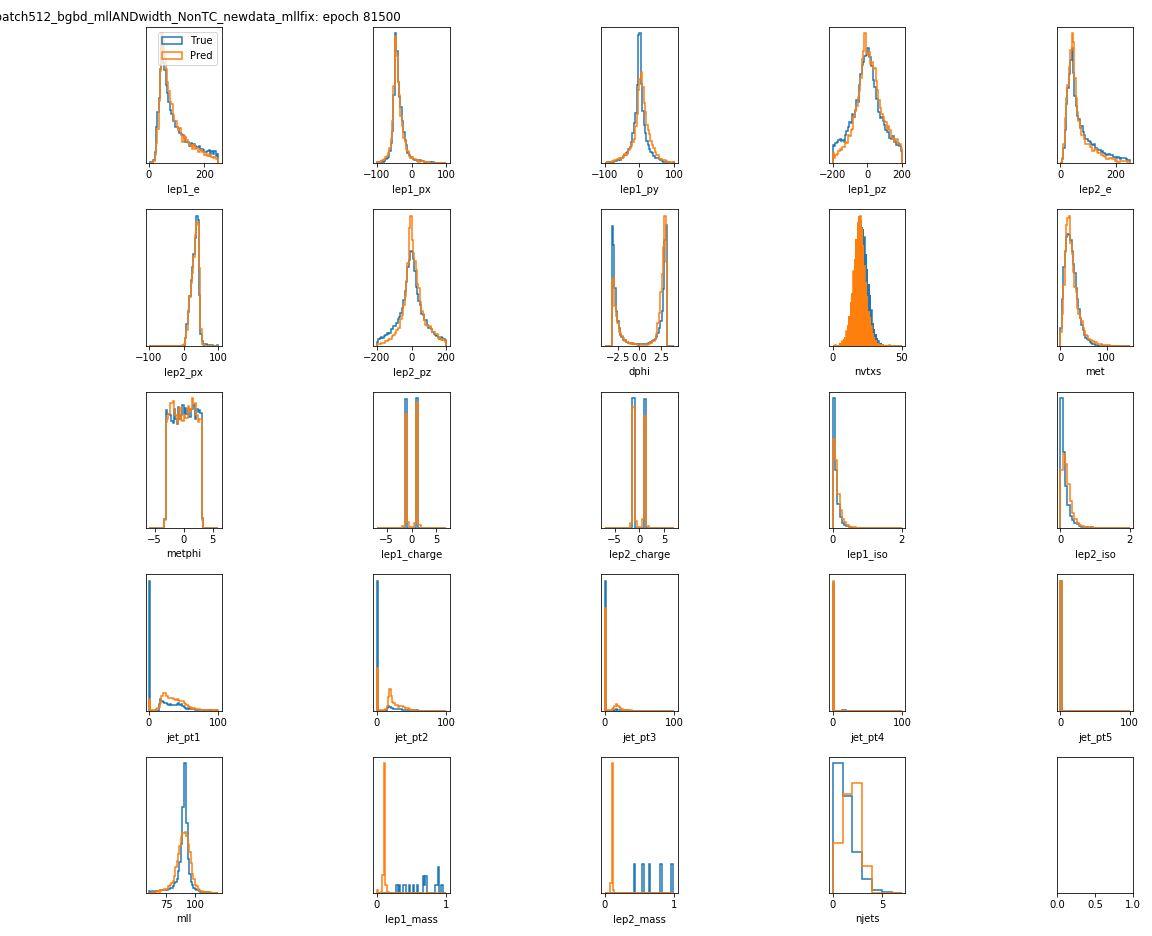 batch512_bgbd_mllANDwidth_NonTC_newdata_mllfix: epoch 81500
True
Pred
0 200
lep1_e
−100 0 100
lep1_px
−100 0 100
lep1_py
−200 0 200
lep1_pz
0 200
lep2_e
−100 0 100
lep2_px
−200 0 200
lep2_pz
−2.5 0.0 2.5
dphi
0 50
nvtxs
0 100
met
−5 0 5
metphi
−5 0 5
lep1_charge
−5 0 5
lep2_charge
0 2
lep1_iso
0 2
lep2_iso
0 100
jet_pt1
0 100
jet_pt2
0 100
jet_pt3
0 100
jet_pt4
0 100
jet_pt5
75 100
mll
0 1
lep1_mass
0 1
lep2_mass
0 5
njets
0.0 0.5 1.0